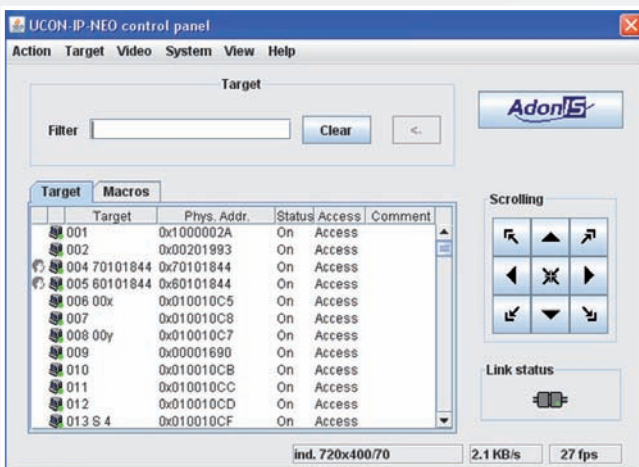 UCON-IP-NEO control panel
Action Target Video System View Help
Target
Filter Clear <.
AdonIS
Target Macros
Target Phys. Addr. Status Access Comment
001 0x1000002A On Access
002 0x00201993 On Access
004 70101844 0x70101844 On Access
005 60101844 0x60101844 On Access
006 00x 0x010010C5 On Access
007 0x010010C8 On Access
008 00y 0x010010C7 On Access
009 0x00001690 On Access
010 0x010010CB On Access
011 0x010010CC On Access
012 0x010010CD On Access
013 S 4 0x010010CF On Access
Scrolling
Link status
ind. 720x400/70 2.1 KB/s 27 fps